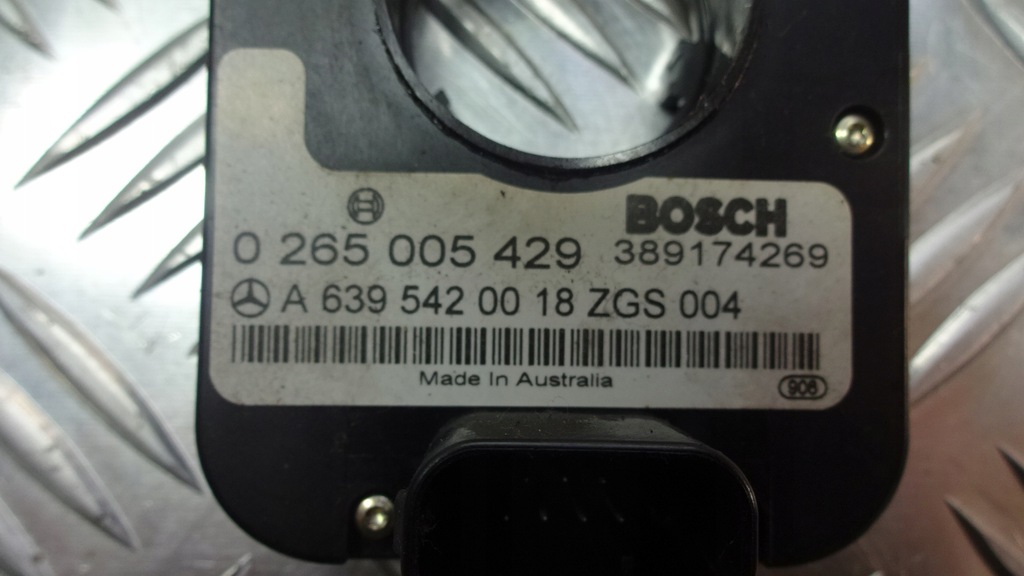 BOSCH
0 265 005 429 389174269
A 639 542 00 18 ZGS 004
Made In Australia
906